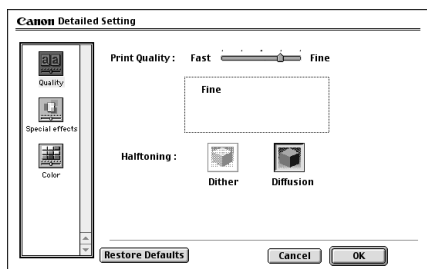 Canon Detailed Setting
Print Quality : Fast Fine
Quality
Fine
Special effects
Halftoning :
Color
Dither Diffusion
Restore Defaults Cancel OK